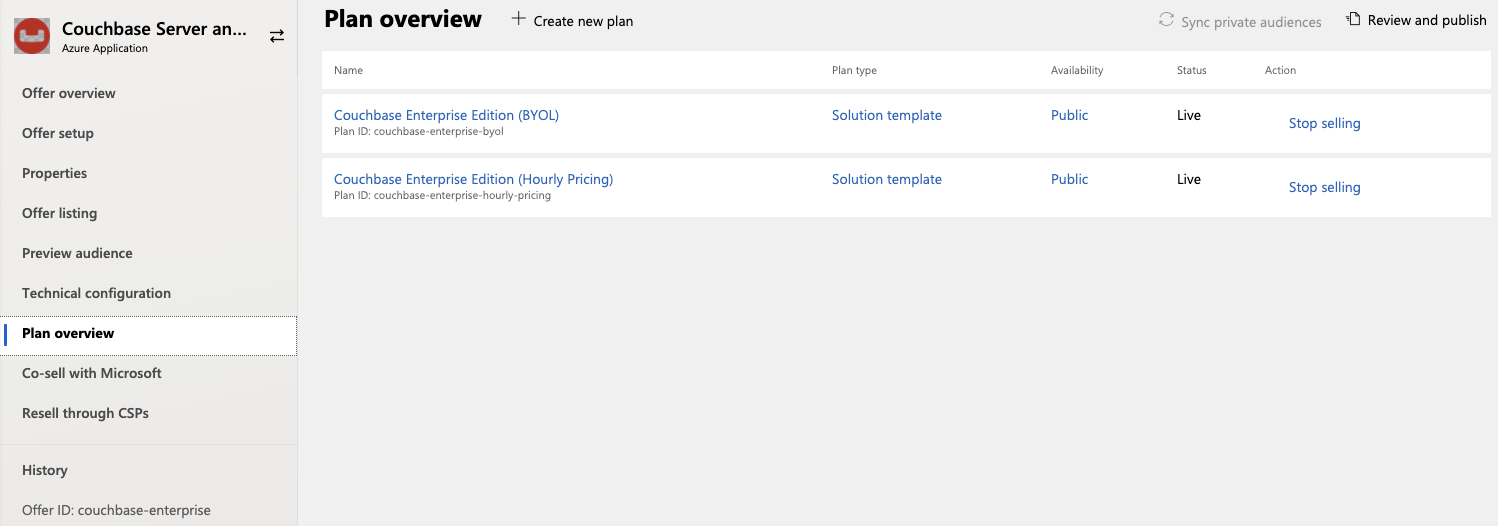 Couchbase Server an...
Azure Application
Offer overview
Offer setup
Properties
Offer listing
Preview audience
Technical configuration
Plan overview
Co-sell with Microsoft
Resell through CSPs
History
Offer ID: couchbase-enterprise
Plan overview
Create new plan
Sync private audiences
Review and publish
Name Plan type Availability Status Action
Couchbase Enterprise Edition (BYOL) Solution template Public Live Stop selling
Plan ID: couchbase-enterprise-byol
Couchbase Enterprise Edition (Hourly Pricing) Solution template Public Live Stop selling
Plan ID: couchbase-enterprise-hourly-pricing